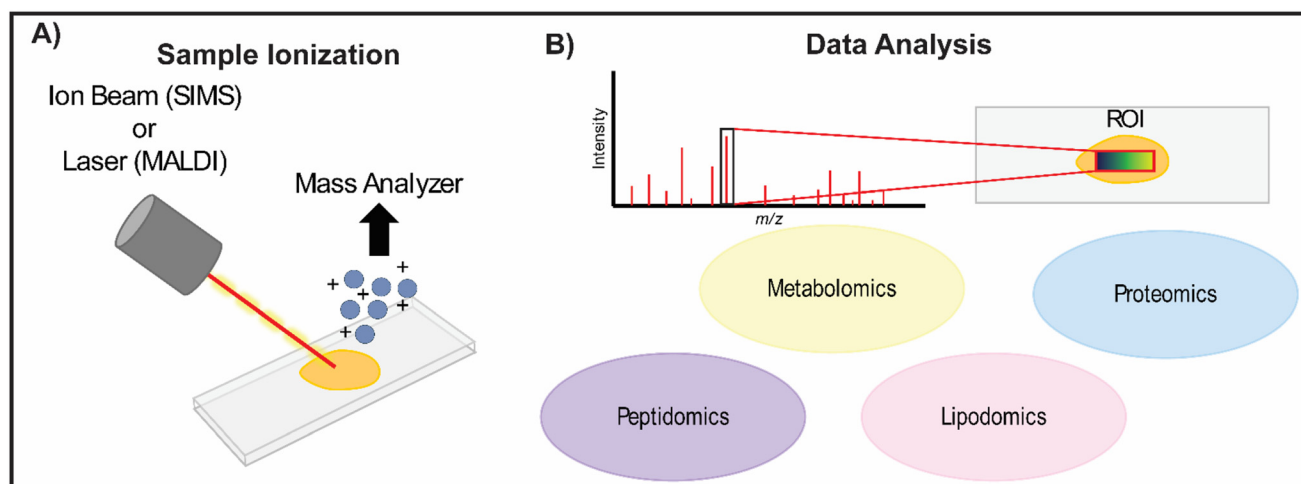 A)
Sample Ionization
Ion Beam (SIMS)
or
Laser (MALDI)
Mass Analyzer
+
+
+
+
+
B)
Data Analysis
Intensity
m/z
ROI
Metabolomics
Proteomics
Peptidomics
Lipodomics